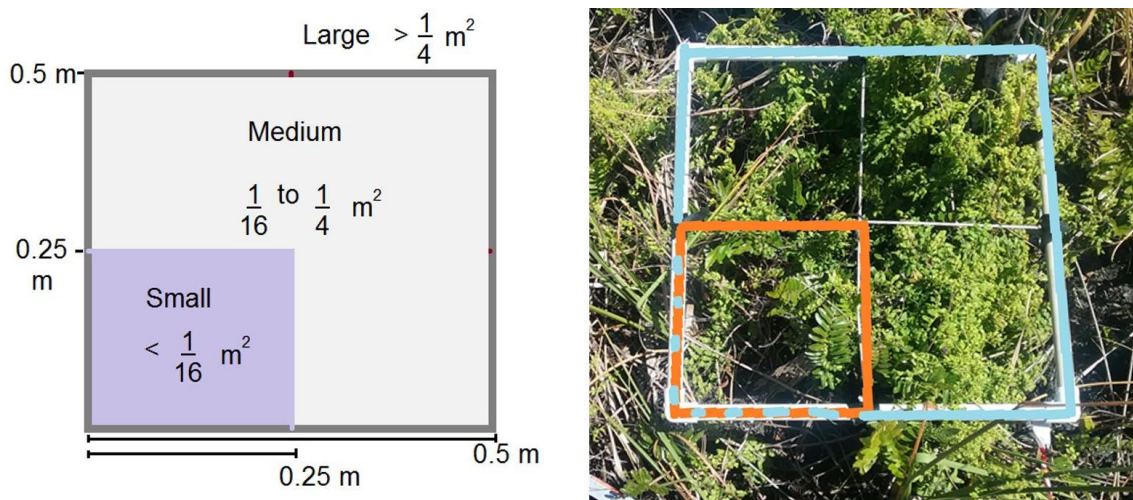 Large > 1/4 m²
0.5 m
Medium
1/16 to 1/4 m²
0.25
m
Small
< 1/16 m²
0.5 m
0.25 m